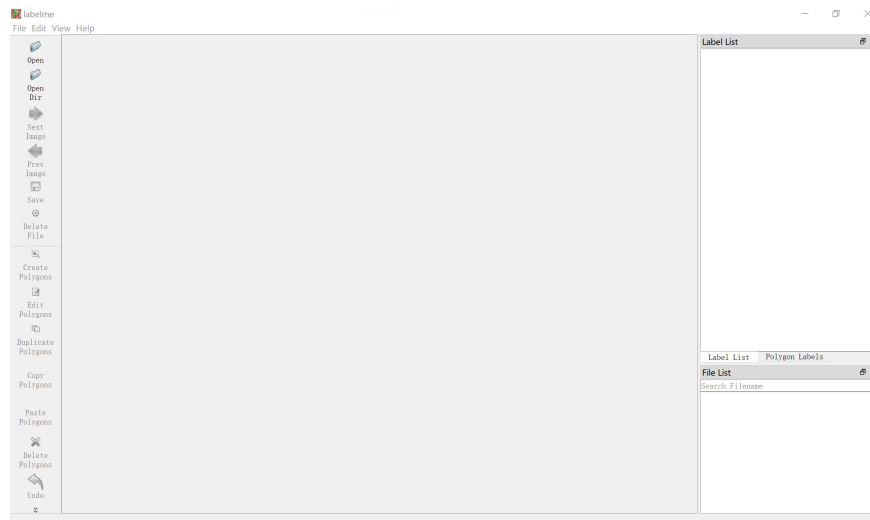 labelme
File Edit View Help
Open
Open
Dir
Next
Image
Prev
Image
Save
Delete
File
Create
Polygons
Edit
Polygons
Duplicate
Polygons
Copy
Polygons
Paste
Polygons
Delete
Polygons
Undo
Label List
Label List Polygon Labels
File List
Search Filename